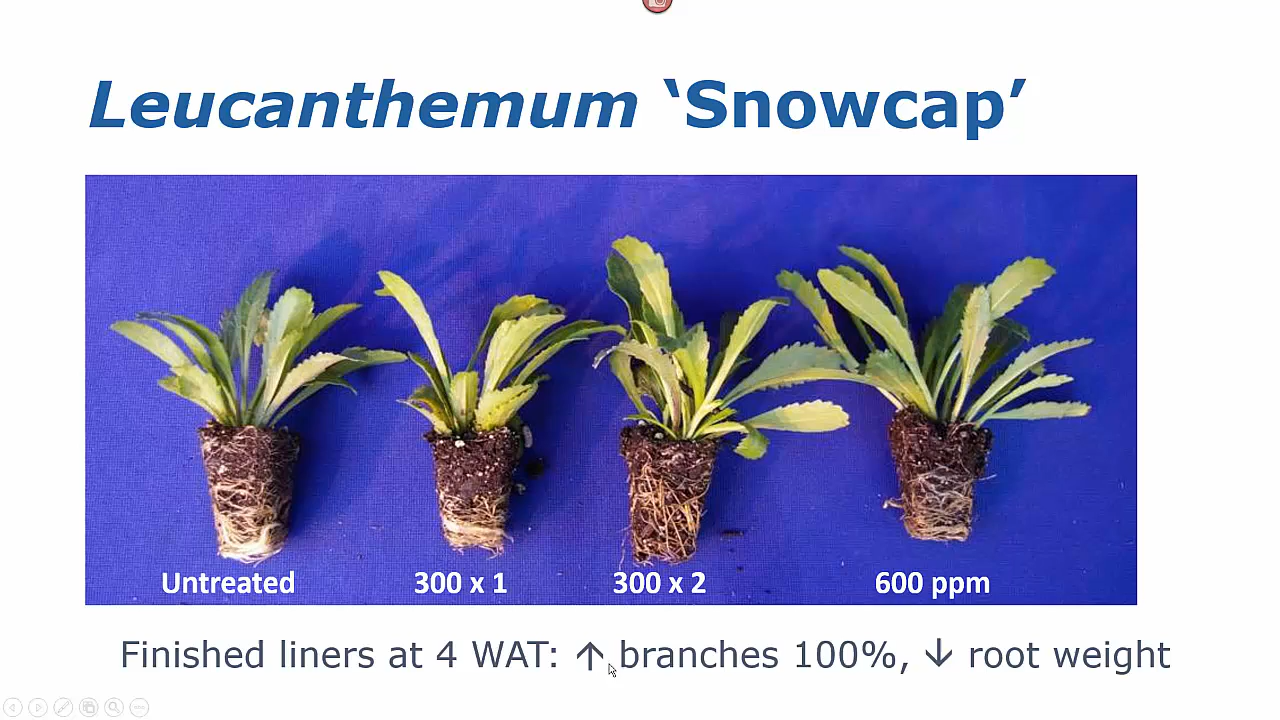 Leucanthemum ‘Snowcap’
Untreated 300 x 1 300 x 2 600 ppm
Finished liners at 4 WAT: ↑ branches 100%, ↓ root weight